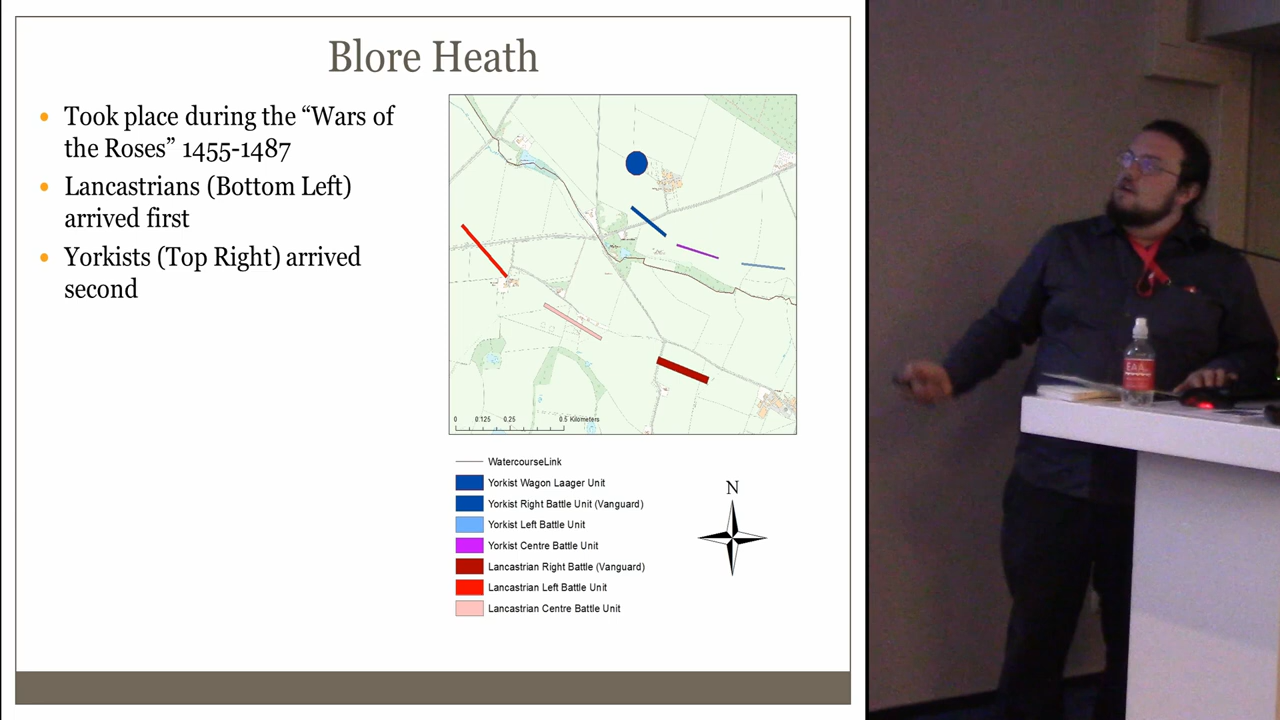 Blore Heath
Took place during the “Wars of
the Roses” 1455-1487
Lancastrians (Bottom Left)
arrived first
Yorkists (Top Right) arrived
second
0 0.125 0.25 0.5 Kilometers
WatercourseLink
Yorkist Wagon Laager Unit
Yorkist Right Battle Unit (Vanguard)
Yorkist Left Battle Unit
Yorkist Centre Battle Unit
Lancastrian Right Battle (Vanguard)
Lancastrian Left Battle Unit
Lancastrian Centre Battle Unit
N
EAA